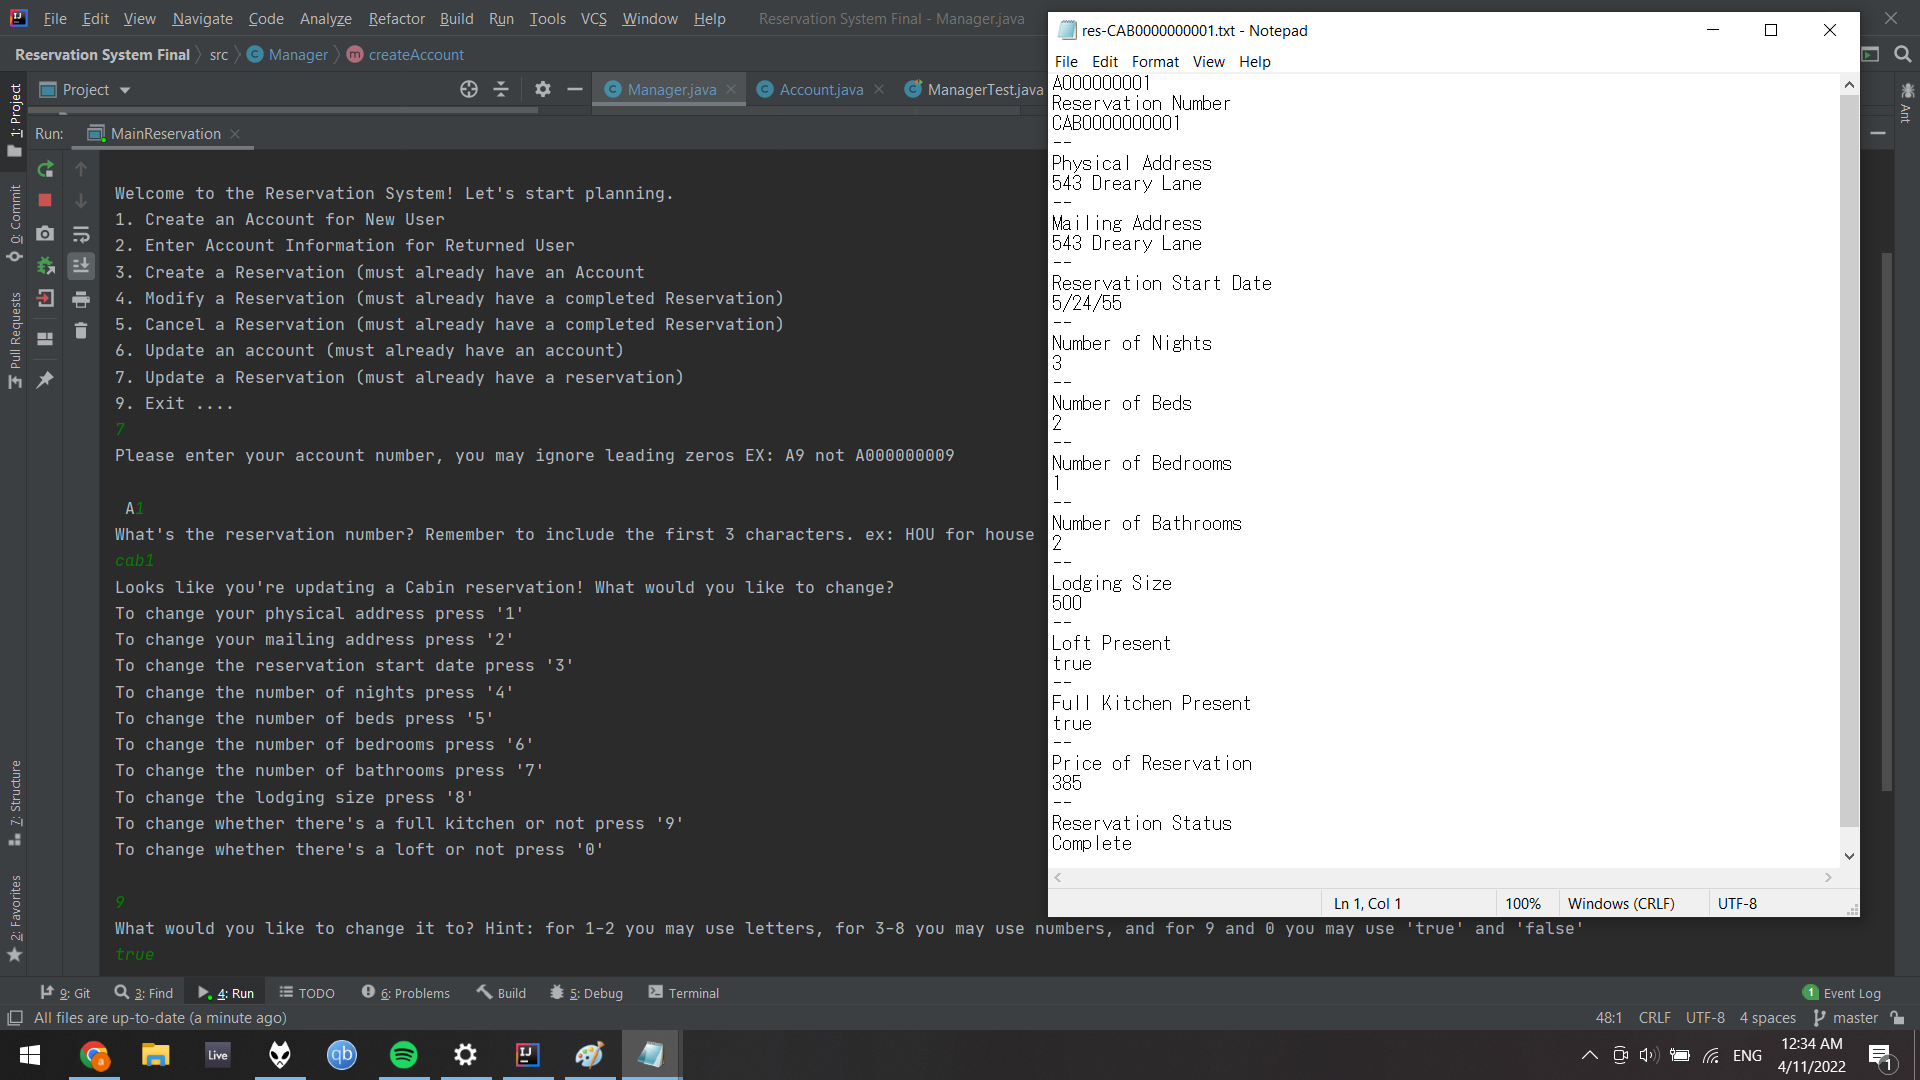 File Edit View Navigate Code Analyze Refactor Build Run Tools VCS Window Help Reservation System Final - Manager.java
Reservation System Final src Manager createAccount
Project
Manager.java Account.java ManagerTest.java
Run: MainReservation
1: Project
0: Commit
Pull Requests
7: Structure
2: Favorites
Ant
Welcome to the Reservation System! Let's start planning.
1. Create an Account for New User
2. Enter Account Information for Returned User
3. Create a Reservation (must already have an Account
4. Modify a Reservation (must already have a completed Reservation)
5. Cancel a Reservation (must already have a completed Reservation)
6. Update an account (must already have an account)
7. Update a Reservation (must already have a reservation)
9. Exit ....
7
Please enter your account number, you may ignore leading zeros EX: A9 not A000000009
A1
What's the reservation number? Remember to include the first 3 characters. ex: HOU for house
cab1
Looks like you're updating a Cabin reservation! What would you like to change?
To change your physical address press '1'
To change your mailing address press '2'
To change the reservation start date press '3'
To change the number of nights press '4'
To change the number of beds press '5'
To change the number of bedrooms press '6'
To change the number of bathrooms press '7'
To change the lodging size press '8'
To change whether there's a full kitchen or not press '9'
To change whether there's a loft or not press '0'
9
What would you like to change it to? Hint: for 1-2 you may use letters, for 3-8 you may use numbers, and for 9 and 0 you may use 'true' and 'false'
true
res-CAB0000000001.txt - Notepad
File Edit Format View Help
A000000001
Reservation Number
CAB0000000001
--
Physical Address
543 Dreary Lane
--
Mailing Address
543 Dreary Lane
--
Reservation Start Date
5/24/55
--
Number of Nights
3
--
Number of Beds
2
--
Number of Bedrooms
1
--
Number of Bathrooms
2
--
Lodging Size
500
--
Loft Present
true
--
Full Kitchen Present
true
--
Price of Reservation
385
--
Reservation Status
Complete
Ln 1, Col 1 100% Windows (CRLF) UTF-8
9: Git 3: Find 4: Run TODO 6: Problems Build 5: Debug Terminal 1 Event Log
All files are up-to-date (a minute ago) 48:1 CRLF UTF-8 4 spaces master
Live qb IJ ENG 12:34 AM
4/11/2022 1